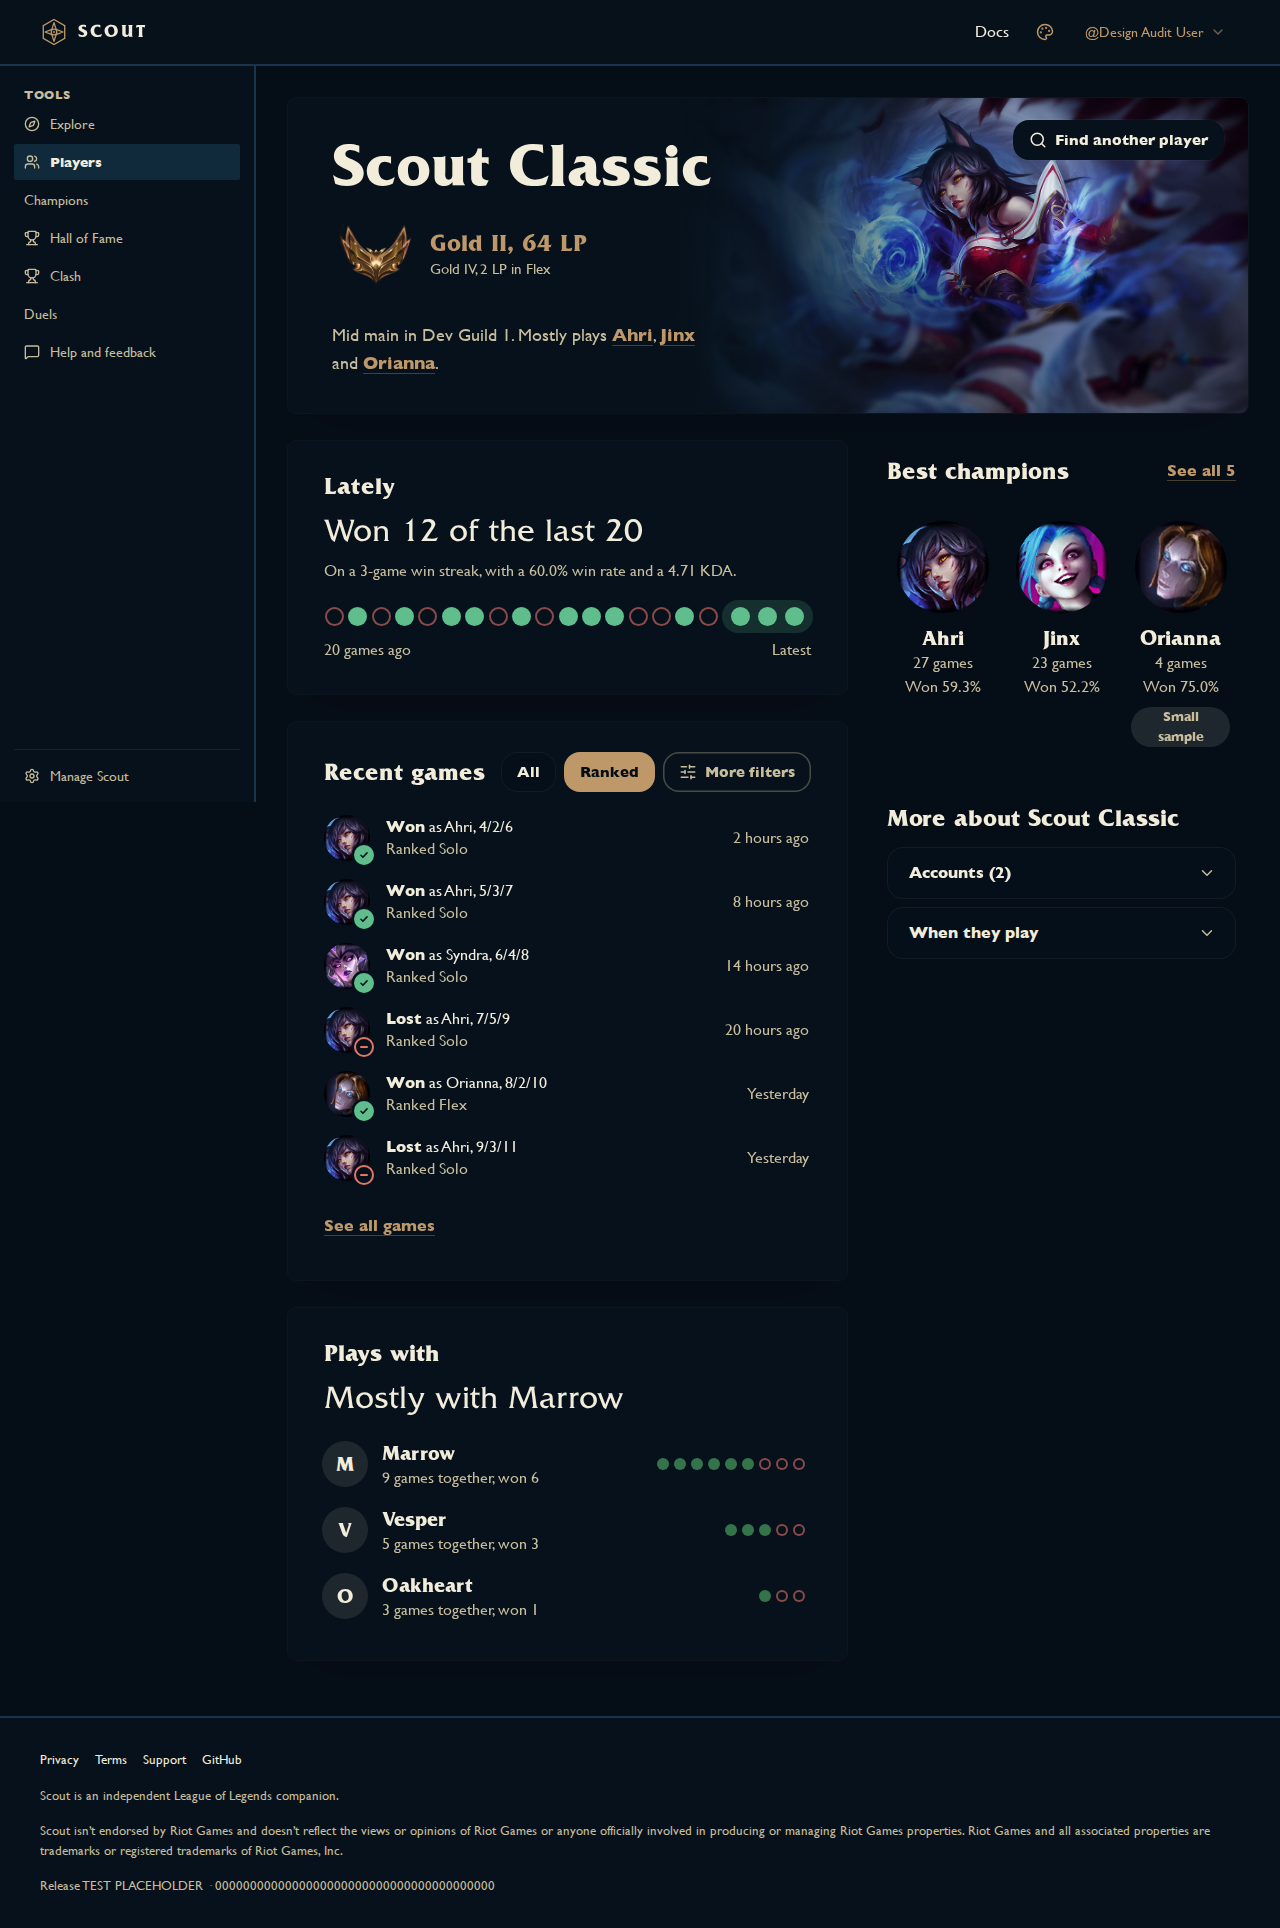 SCOUT
Docs
@Design Audit User
TOOLS
Explore
Players
Champions
Hall of Fame
Clash
Duels
Help and feedback
Manage Scout
Find another player
Scout Classic
Gold II, 64 LP
Gold IV, 2 LP in Flex
Mid main in Dev Guild 1. Mostly plays Ahri, Jinx
and Orianna.
Lately
Won 12 of the last 20
On a 3-game win streak, with a 60.0% win rate and a 4.71 KDA.
20 games ago
Latest
Recent games
All
Ranked
More filters
Won as Ahri, 4/2/6
Ranked Solo
2 hours ago
Won as Ahri, 5/3/7
Ranked Solo
8 hours ago
Won as Syndra, 6/4/8
Ranked Solo
14 hours ago
Lost as Ahri, 7/5/9
Ranked Solo
20 hours ago
Won as Orianna, 8/2/10
Ranked Flex
Yesterday
Lost as Ahri, 9/3/11
Ranked Solo
Yesterday
See all games
Plays with
Mostly with Marrow
M
Marrow
9 games together, won 6
V
Vesper
5 games together, won 3
O
Oakheart
3 games together, won 1
Best champions
See all 5
Ahri
27 games
Won 59.3%
Jinx
23 games
Won 52.2%
Orianna
4 games
Won 75.0%
Small
sample
More about Scout Classic
Accounts (2)
When they play
Privacy
Terms
Support
GitHub
Scout is an independent League of Legends companion.
Scout isn't endorsed by Riot Games and doesn't reflect the views or opinions of Riot Games or anyone officially involved in producing or managing Riot Games properties. Riot Games and all associated properties are
trademarks or registered trademarks of Riot Games, Inc.
Release TEST PLACEHOLDER · 0000000000000000000000000000000000000000